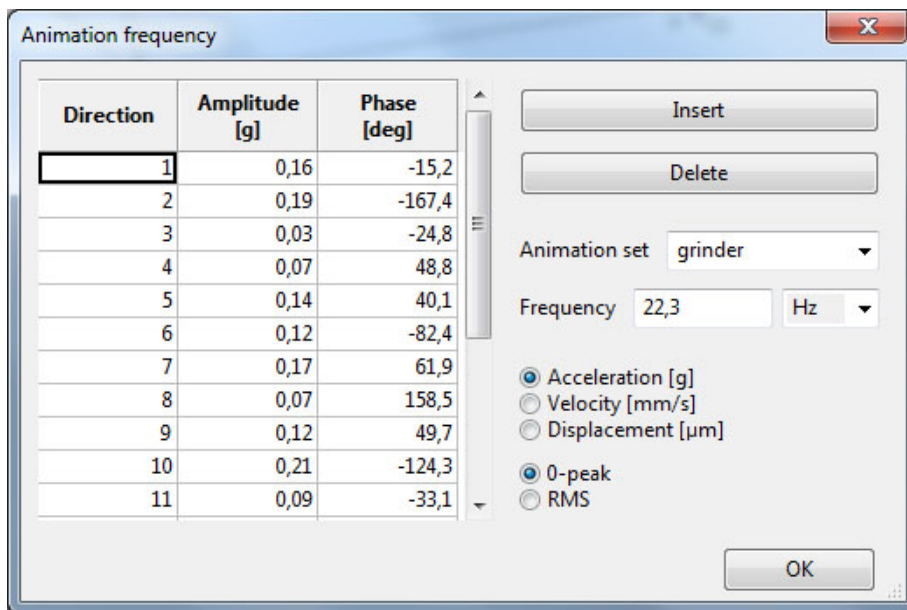 Animation frequency
Direction Amplitude [g] Phase [deg]
1 0,16 -15,2
2 0,19 -167,4
3 0,03 -24,8
4 0,07 48,8
5 0,14 40,1
6 0,12 -82,4
7 0,17 61,9
8 0,07 158,5
9 0,12 49,7
10 0,21 -124,3
11 0,09 -33,1
Insert
Delete
Animation set grinder
Frequency 22,3 Hz
Acceleration [g]
Velocity [mm/s]
Displacement [µm]
0-peak
RMS
OK